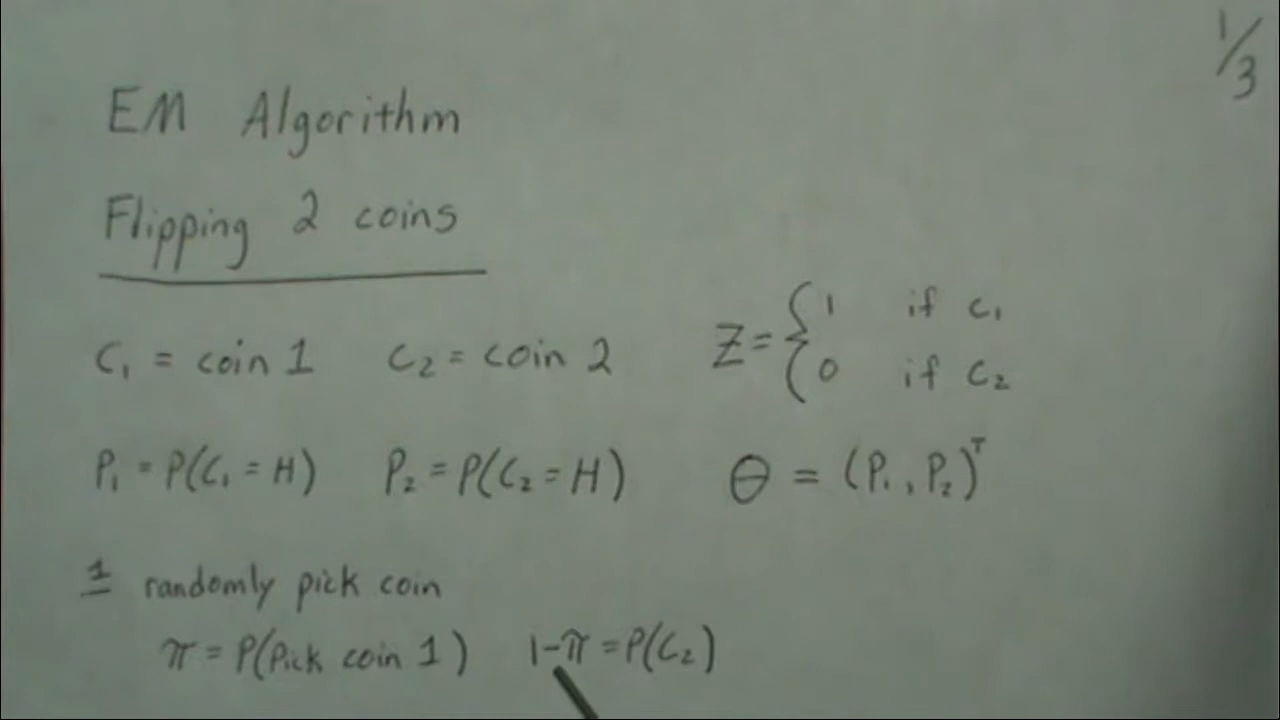 1/3
EM Algorithm
Flipping 2 coins
C₁ = coin 1 C₂ = coin 2 Z = { 1 if C₁
0 if C₂
P₁ = P(C₁ = H) P₂ = P(C₂ = H) θ = (P₁, P₂)ᵀ
1 randomly pick coin
π = P(Pick coin 1) 1-π = P(C₂)